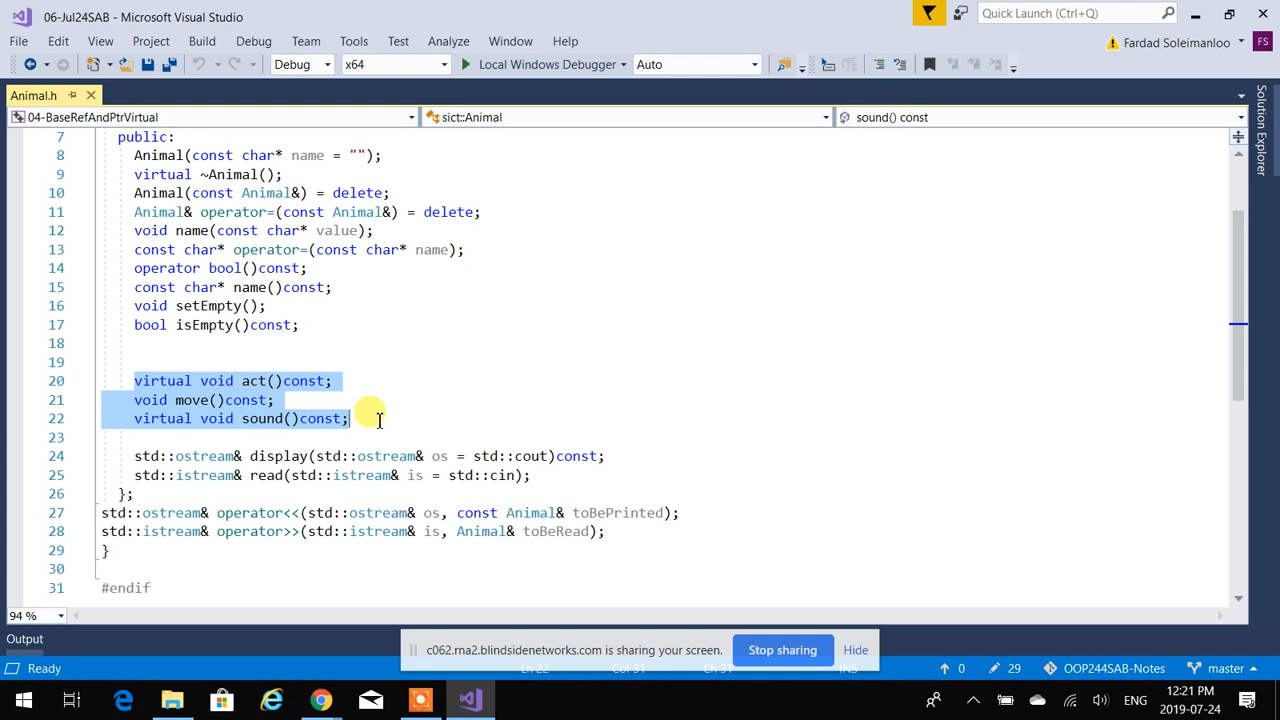 06-Jul24SAB - Microsoft Visual Studio
Quick Launch (Ctrl+Q)
File Edit View Project Build Debug Team Tools Test Analyze Window Help
Fardad Soleimanloo FS
Debug x64 Local Windows Debugger Auto
Animal.h
04-BaseRefAndPtrVirtual sict::Animal sound() const
Solution Explorer
7 public:
8 Animal(const char* name = "");
9 virtual ~Animal();
10 Animal(const Animal&) = delete;
11 Animal& operator=(const Animal&) = delete;
12 void name(const char* value);
13 const char* operator=(const char* name);
14 operator bool()const;
15 const char* name()const;
16 void setEmpty();
17 bool isEmpty()const;
18
19
20 virtual void act()const;
21 void move()const;
22 virtual void sound()const;
23
24 std::ostream& display(std::ostream& os = std::cout)const;
25 std::istream& read(std::istream& is = std::cin);
26 };
27 std::ostream& operator<<(std::ostream& os, const Animal& toBePrinted);
28 std::istream& operator>>(std::istream& is, Animal& toBeRead);
29 }
30
31 #endif
94 %
Output
c062.rna2.blindsidenetworks.com is sharing your screen. Stop sharing Hide
Ready Ln 22 Col 31 Ch 31 INS 0 29 OOP244SAB-Notes master
ENG 12:21 PM
2019-07-24